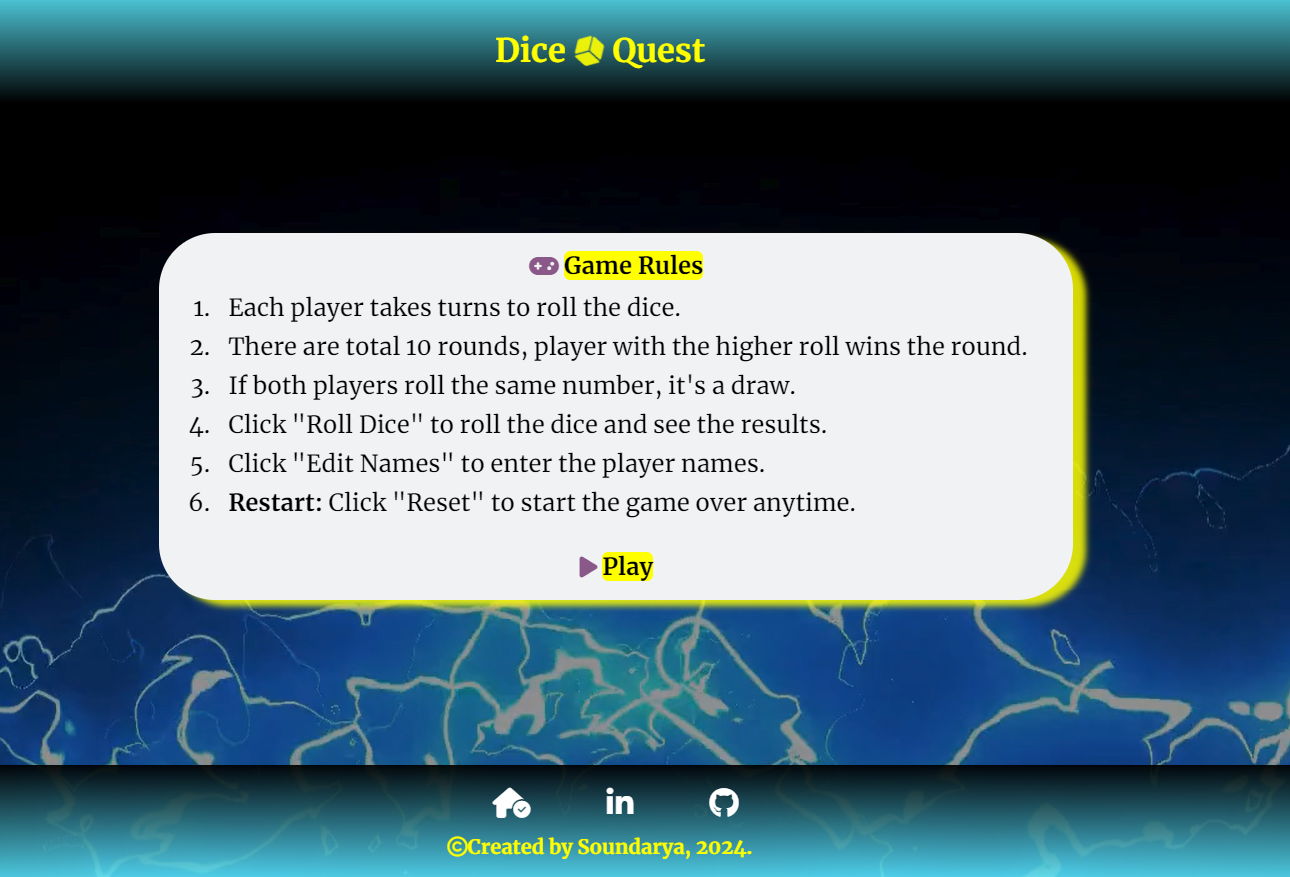 Dice Quest
Game Rules
1. Each player takes turns to roll the dice.
2. There are total 10 rounds, player with the higher roll wins the round.
3. If both players roll the same number, it's a draw.
4. Click "Roll Dice" to roll the dice and see the results.
5. Click "Edit Names" to enter the player names.
6. Restart: Click "Reset" to start the game over anytime.
Play
in
©Created by Soundarya, 2024.